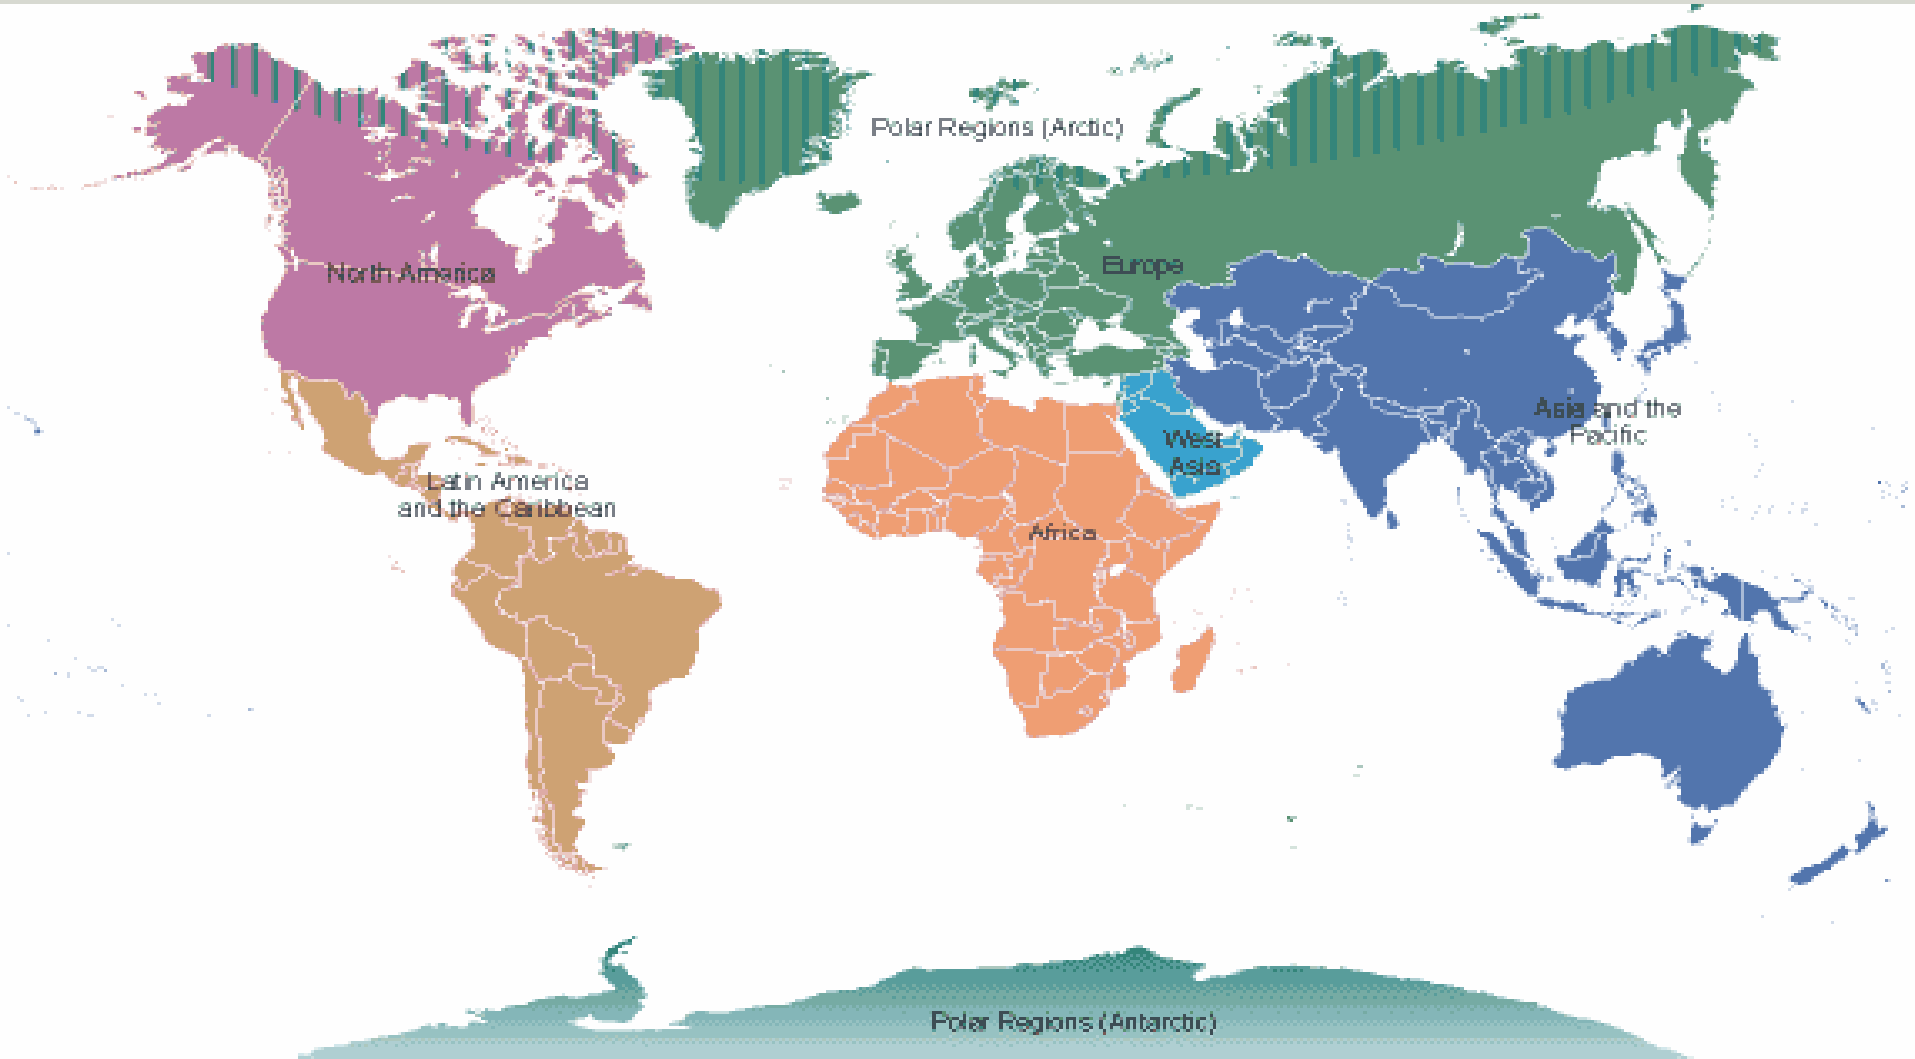 Polar Regions (Arctic)
North America
Europe
Asia and the
Pacific
West
Asia
Latin America
and the Caribbean
Africa
Polar Regions (Antarctic)